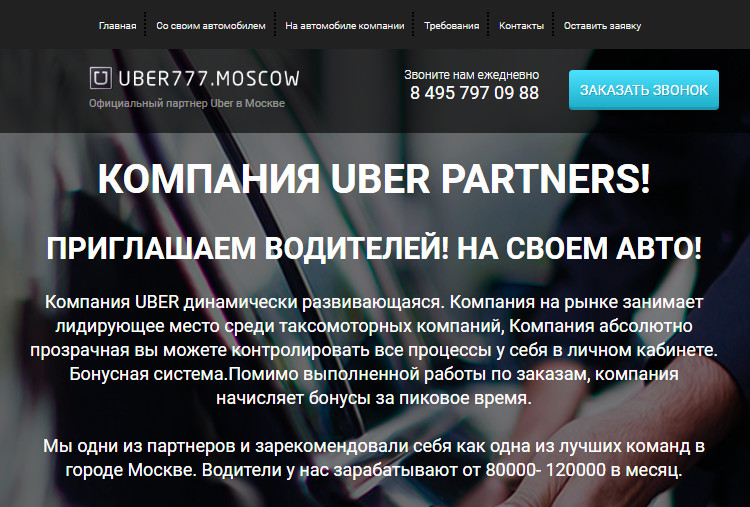 Главная Со своим автомобилем На автомобиле компании Требования Контакты Оставить заявку
UBER777.MOSCOW
Официальный партнер Uber в Москве
Звоните нам ежедневно
8 495 797 09 88
ЗАКАЗАТЬ ЗВОНОК
КОМПАНИЯ UBER PARTNERS!
ПРИГЛАШАЕМ ВОДИТЕЛЕЙ! НА СВОЕМ АВТО!
Компания UBER динамически развивающаяся. Компания на рынке занимает
лидирующее место среди таксомоторных компаний, Компания абсолютно
прозрачная вы можете контролировать все процессы у себя в личном кабинете.
Бонусная система.Помимо выполненной работы по заказам, компания
начисляет бонусы за пиковое время.
Мы одни из партнеров и зарекомендовали себя как одна из лучших команд в
городе Москве. Водители у нас зарабатывают от 80000- 120000 в месяц.